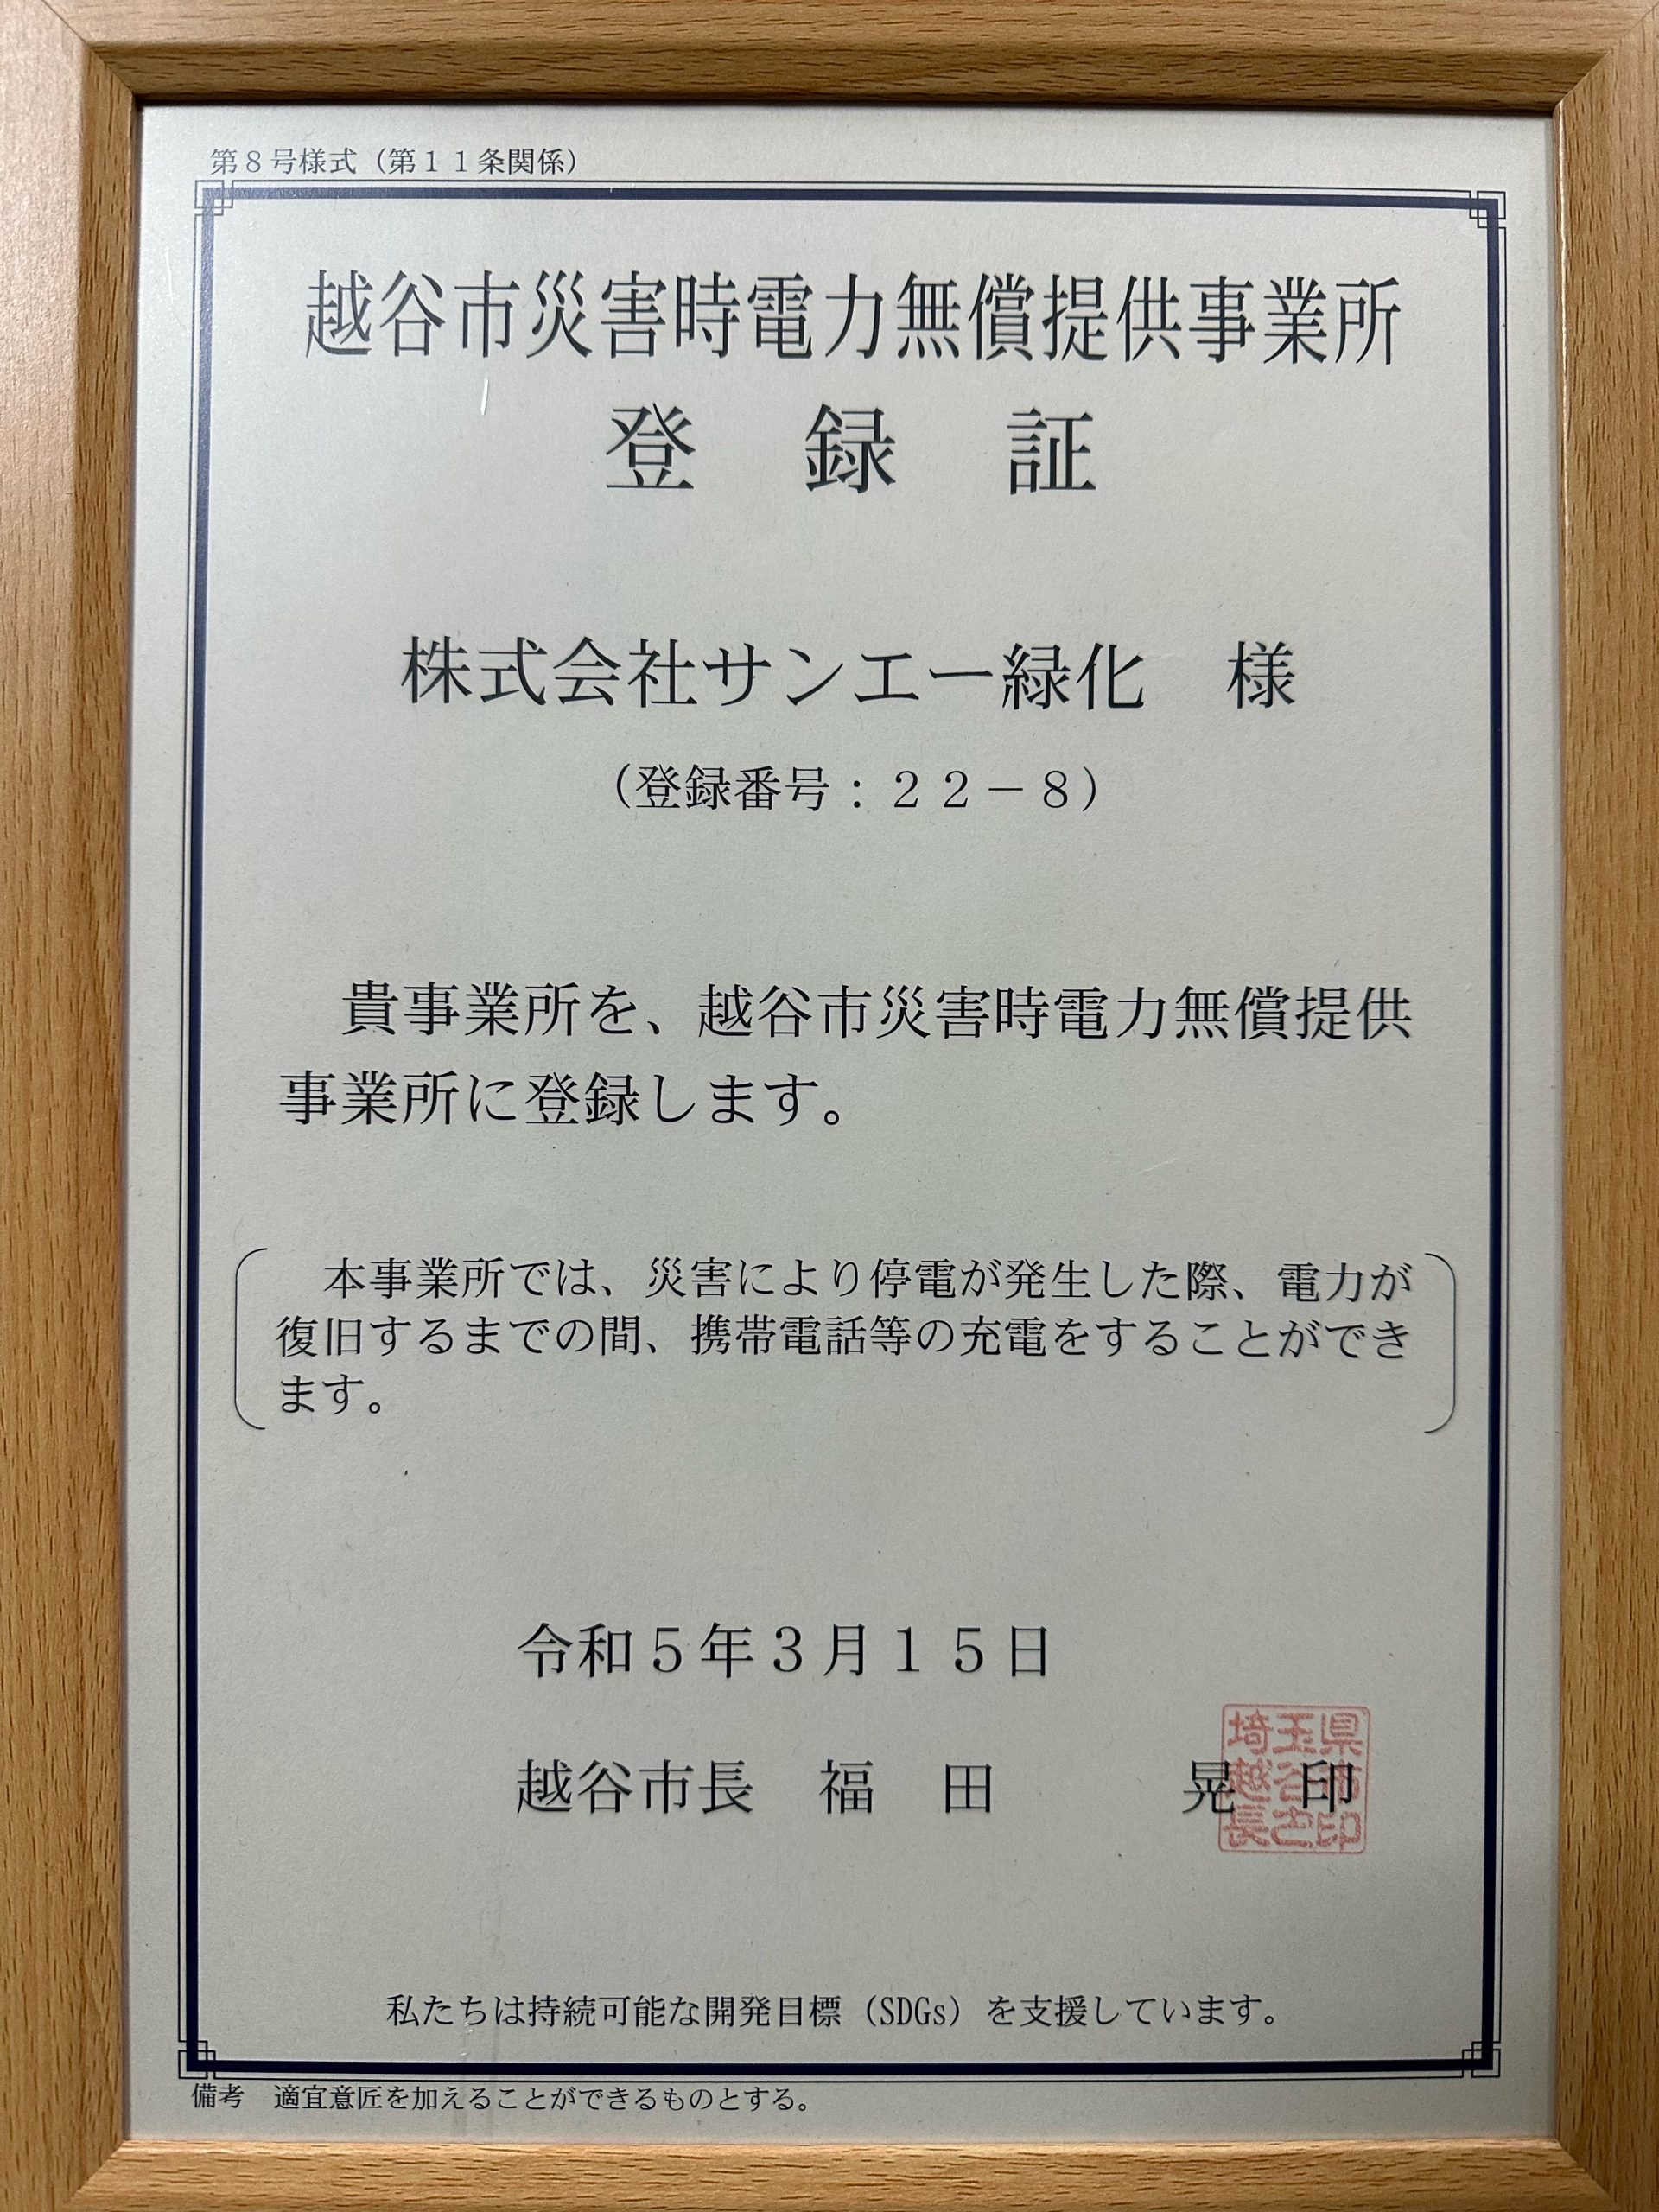 第８号様式（第１１条関係）
越谷市災害時電力無償提供事業所
登　録　証
株式会社サンエー緑化　様
（登録番号：２２－８）
貴事業所を、越谷市災害時電力無償提供
事業所に登録します。
本事業所では、災害により停電が発生した際、電力が
復旧するまでの間、携帯電話等の充電をすることができ
ます。
令和５年３月１５日
越谷市長　福　田　　　晃　印
埼玉県
越谷市
長之印
私たちは持続可能な開発目標（SDGs）を支援しています。
備考　適宜意匠を加えることができるものとする。